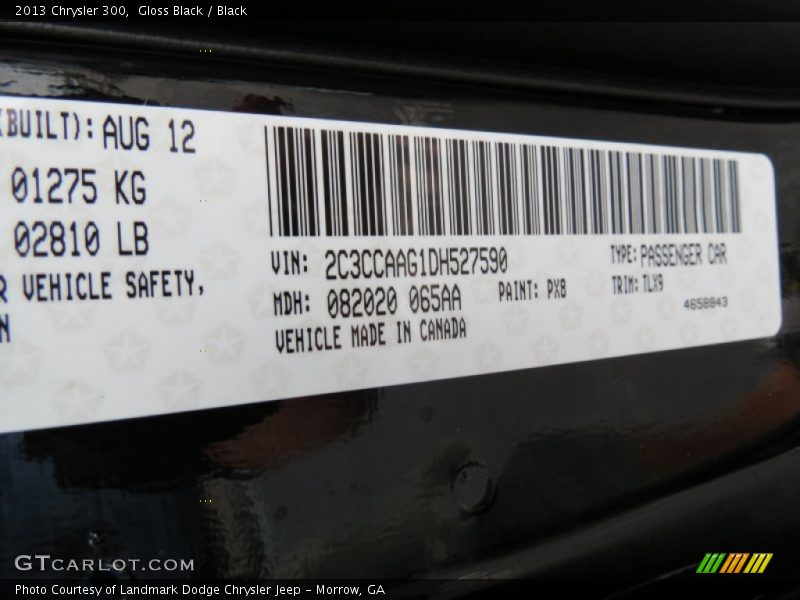 2013 Chrysler 300,  Gloss Black / Black
(BUILT): AUG 12
01275 KG
02810 LB
R VEHICLE SAFETY,
N
VIN: 2C3CCAAG1DH527590
TYPE: PASSENGER CAR
MDH: 082020 065AA
PAINT: PX8
TRIM: TLX9
VEHICLE MADE IN CANADA
4658843
GTCARLOT.COM
Photo Courtesy of Landmark Dodge Chrysler Jeep - Morrow, GA